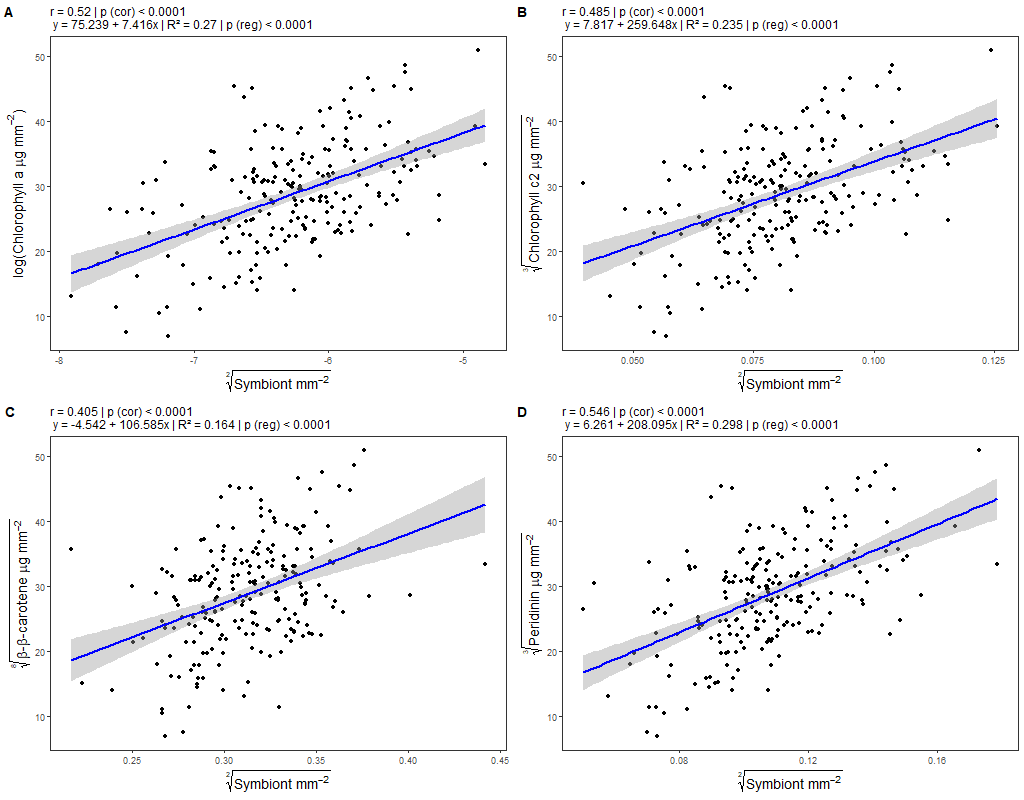 A
r = 0.52 | p (cor) < 0.0001
y = 75.239 + 7.416x | R² = 0.27 | p (reg) < 0.0001
log(Chlorophyll a µg mm⁻²)
50
40
30
20
10
-8 -7 -6 -5
²√Symbiont mm⁻²
B
r = 0.485 | p (cor) < 0.0001
y = 7.817 + 259.648x | R² = 0.235 | p (reg) < 0.0001
³√Chlorophyll c2 µg mm⁻²
50
40
30
20
10
0.050 0.075 0.100 0.125
²√Symbiont mm⁻²
C
r = 0.405 | p (cor) < 0.0001
y = -4.542 + 106.585x | R² = 0.164 | p (reg) < 0.0001
⁸√β-β-carotene µg mm⁻²
50
40
30
20
10
0.25 0.30 0.35 0.40 0.45
²√Symbiont mm⁻²
D
r = 0.546 | p (cor) < 0.0001
y = 6.261 + 208.095x | R² = 0.298 | p (reg) < 0.0001
³√Peridinin µg mm⁻²
50
40
30
20
10
0.08 0.12 0.16
²√Symbiont mm⁻²